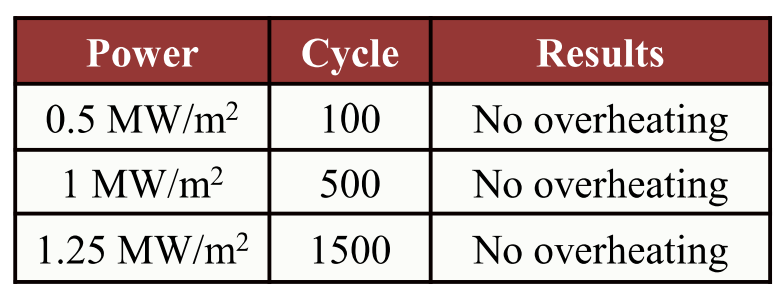 Power Cycle Results
0.5 MW/m² 100 No overheating
1 MW/m² 500 No overheating
1.25 MW/m² 1500 No overheating